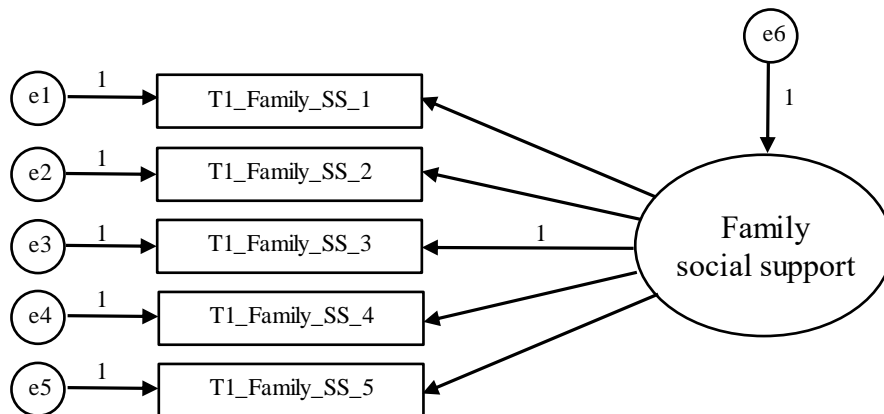 e6
1
e1 1 T1_Family_SS_1
e2 1 T1_Family_SS_2
e3 1 T1_Family_SS_3 1
e4 1 T1_Family_SS_4
e5 1 T1_Family_SS_5
Family
social support